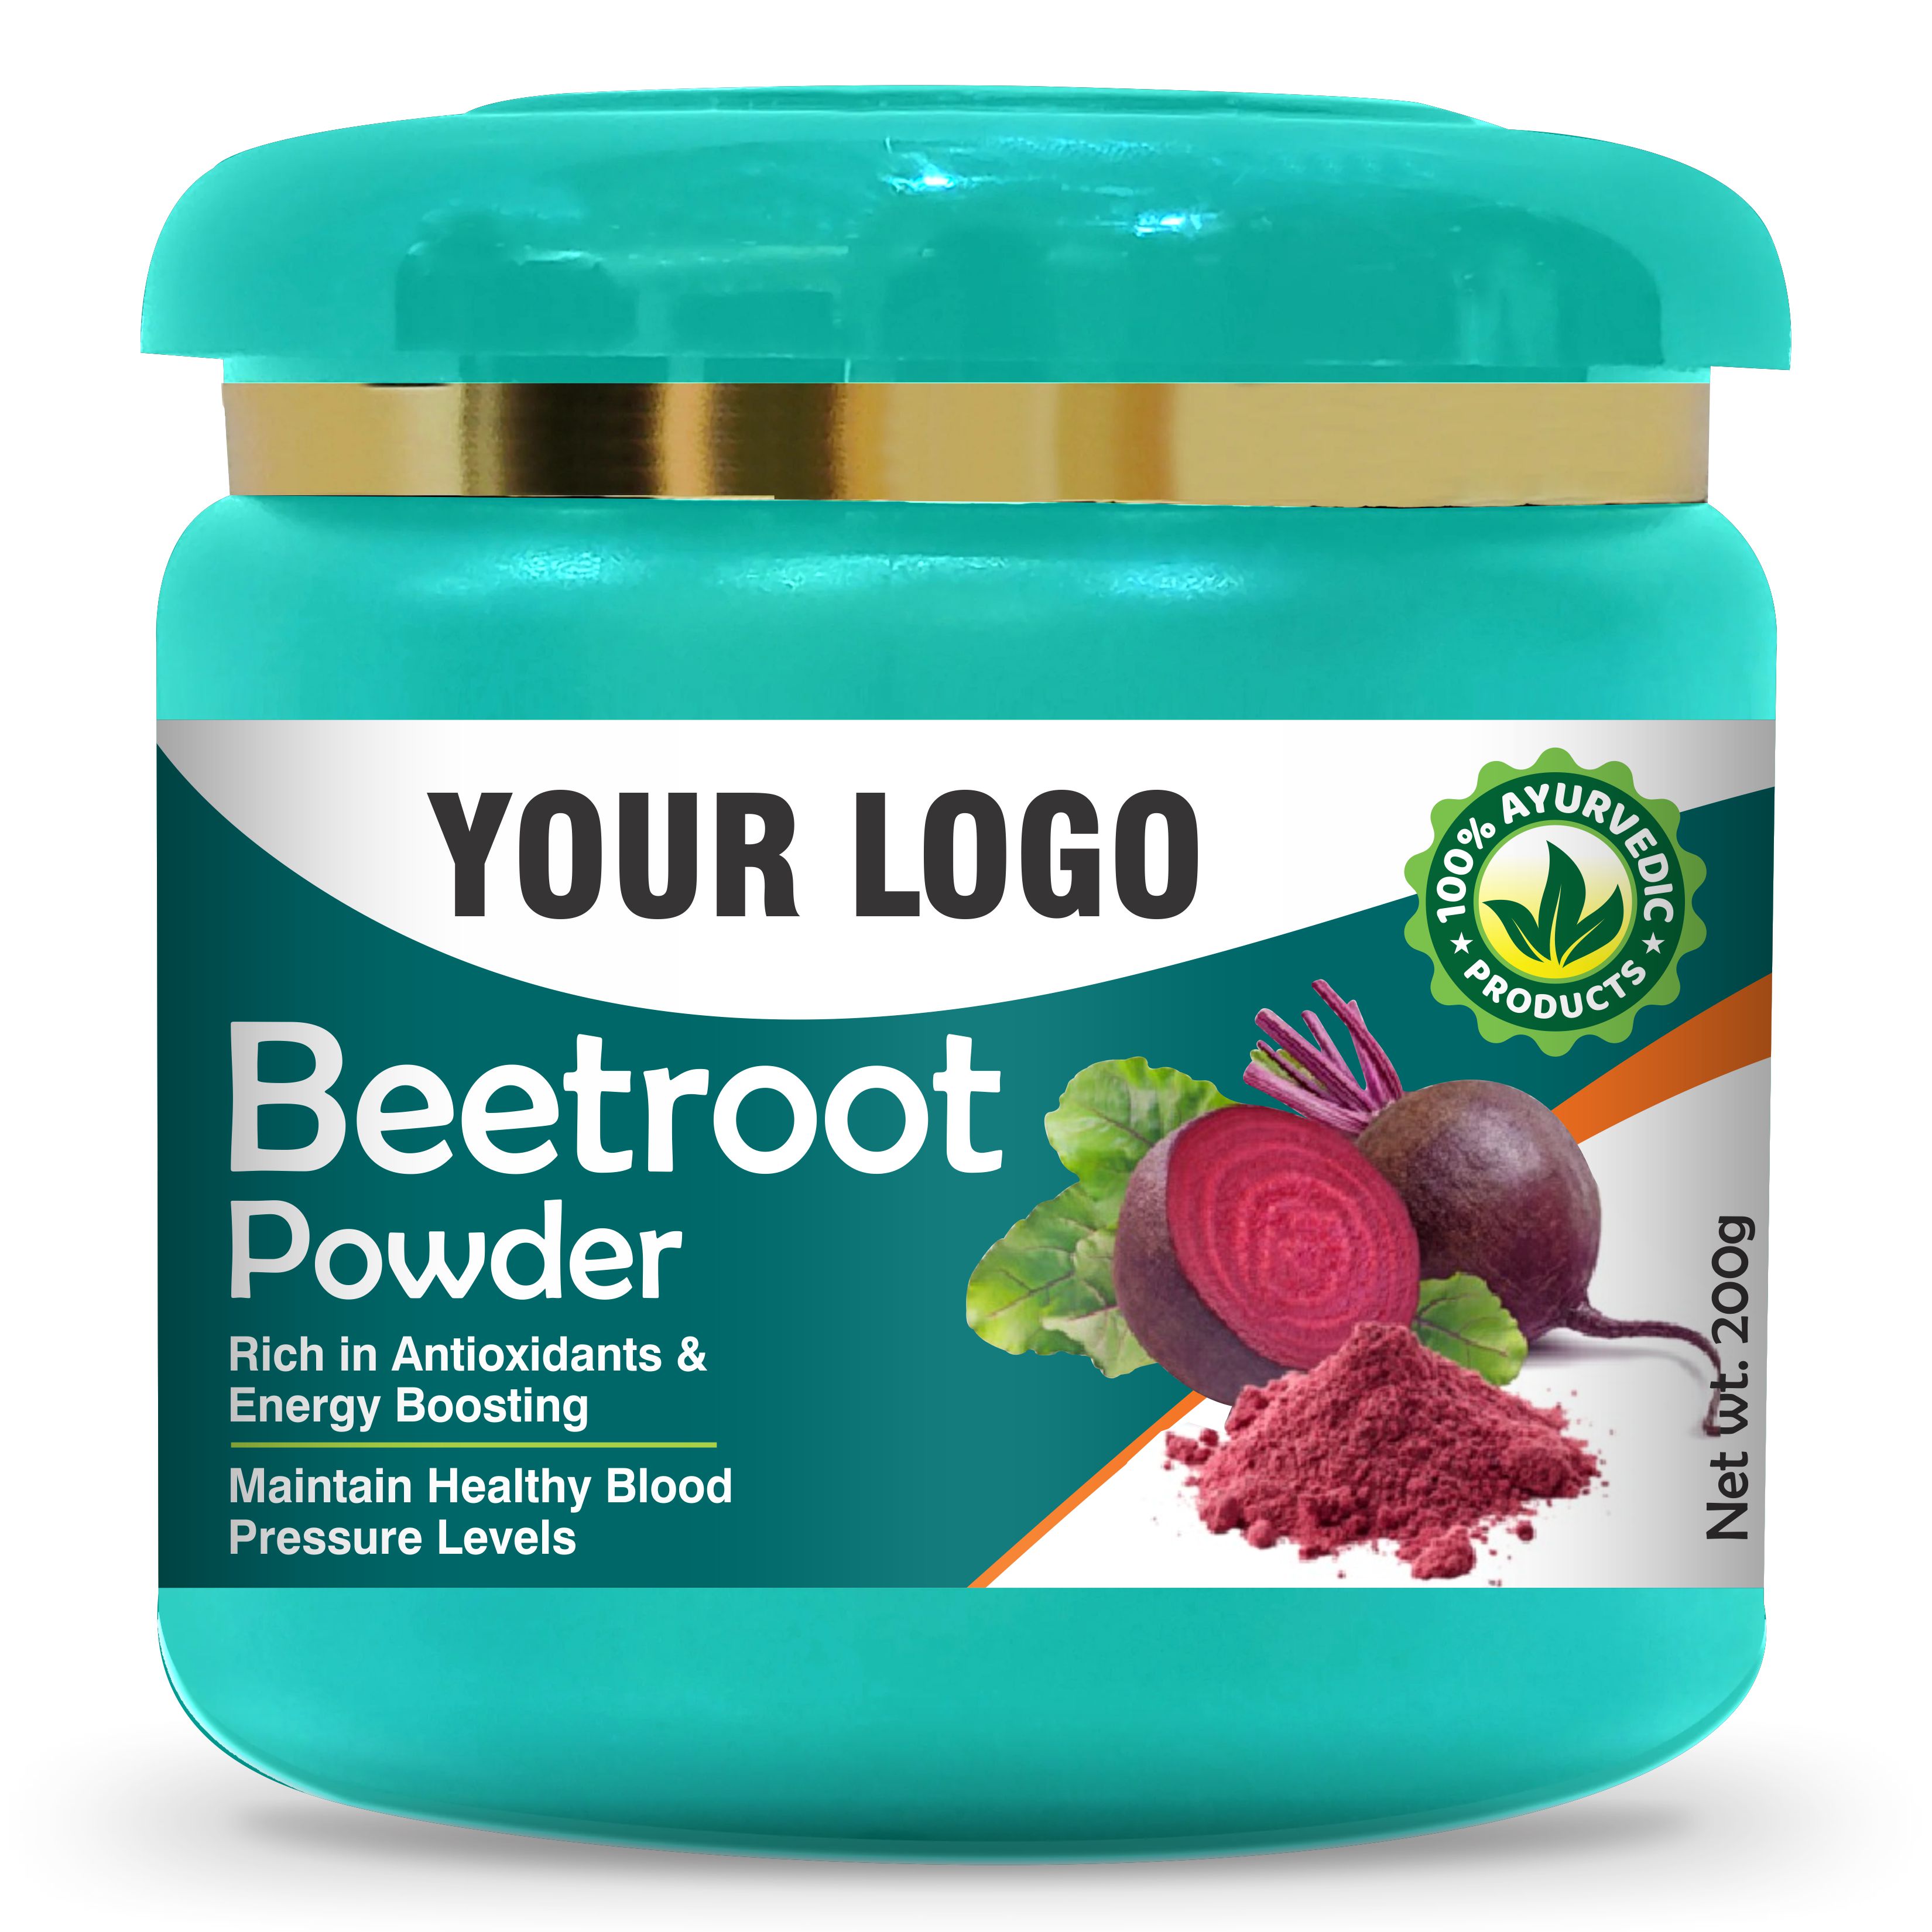 YOUR LOGO
100% AYURVEDIC
PRODUCTS
Beetroot
Powder
Rich in Antioxidants &
Energy Boosting
Maintain Healthy Blood
Pressure Levels
Net wt. 200g